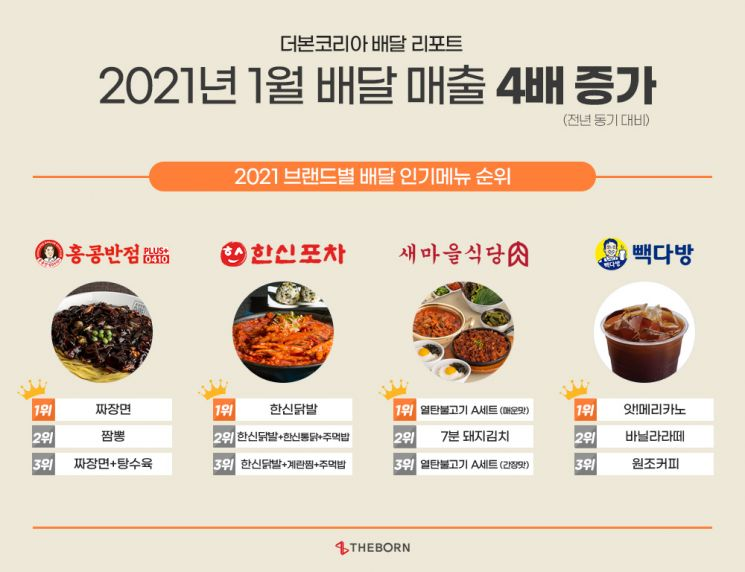 더본코리아 배달 리포트
2021년 1월 배달 매출 4배 증가
(전년 동기 대비)
2021 브랜드별 배달 인기메뉴 순위
홍콩반점 PLUS+ 0410
1위 짜장면
2위 짬뽕
3위 짜장면+탕수육
한신포차
1위 한신닭발
2위 한신닭발+한신통닭+주먹밥
3위 한신닭발+계란찜+주먹밥
새마을식당
1위 열탄불고기 A세트 (매운맛)
2위 7분 돼지김치
3위 열탄불고기 A세트 (간장맛)
빽다방 빽다방
1위 앗!메리카노
2위 바닐라라떼
3위 원조커피
THEBORN